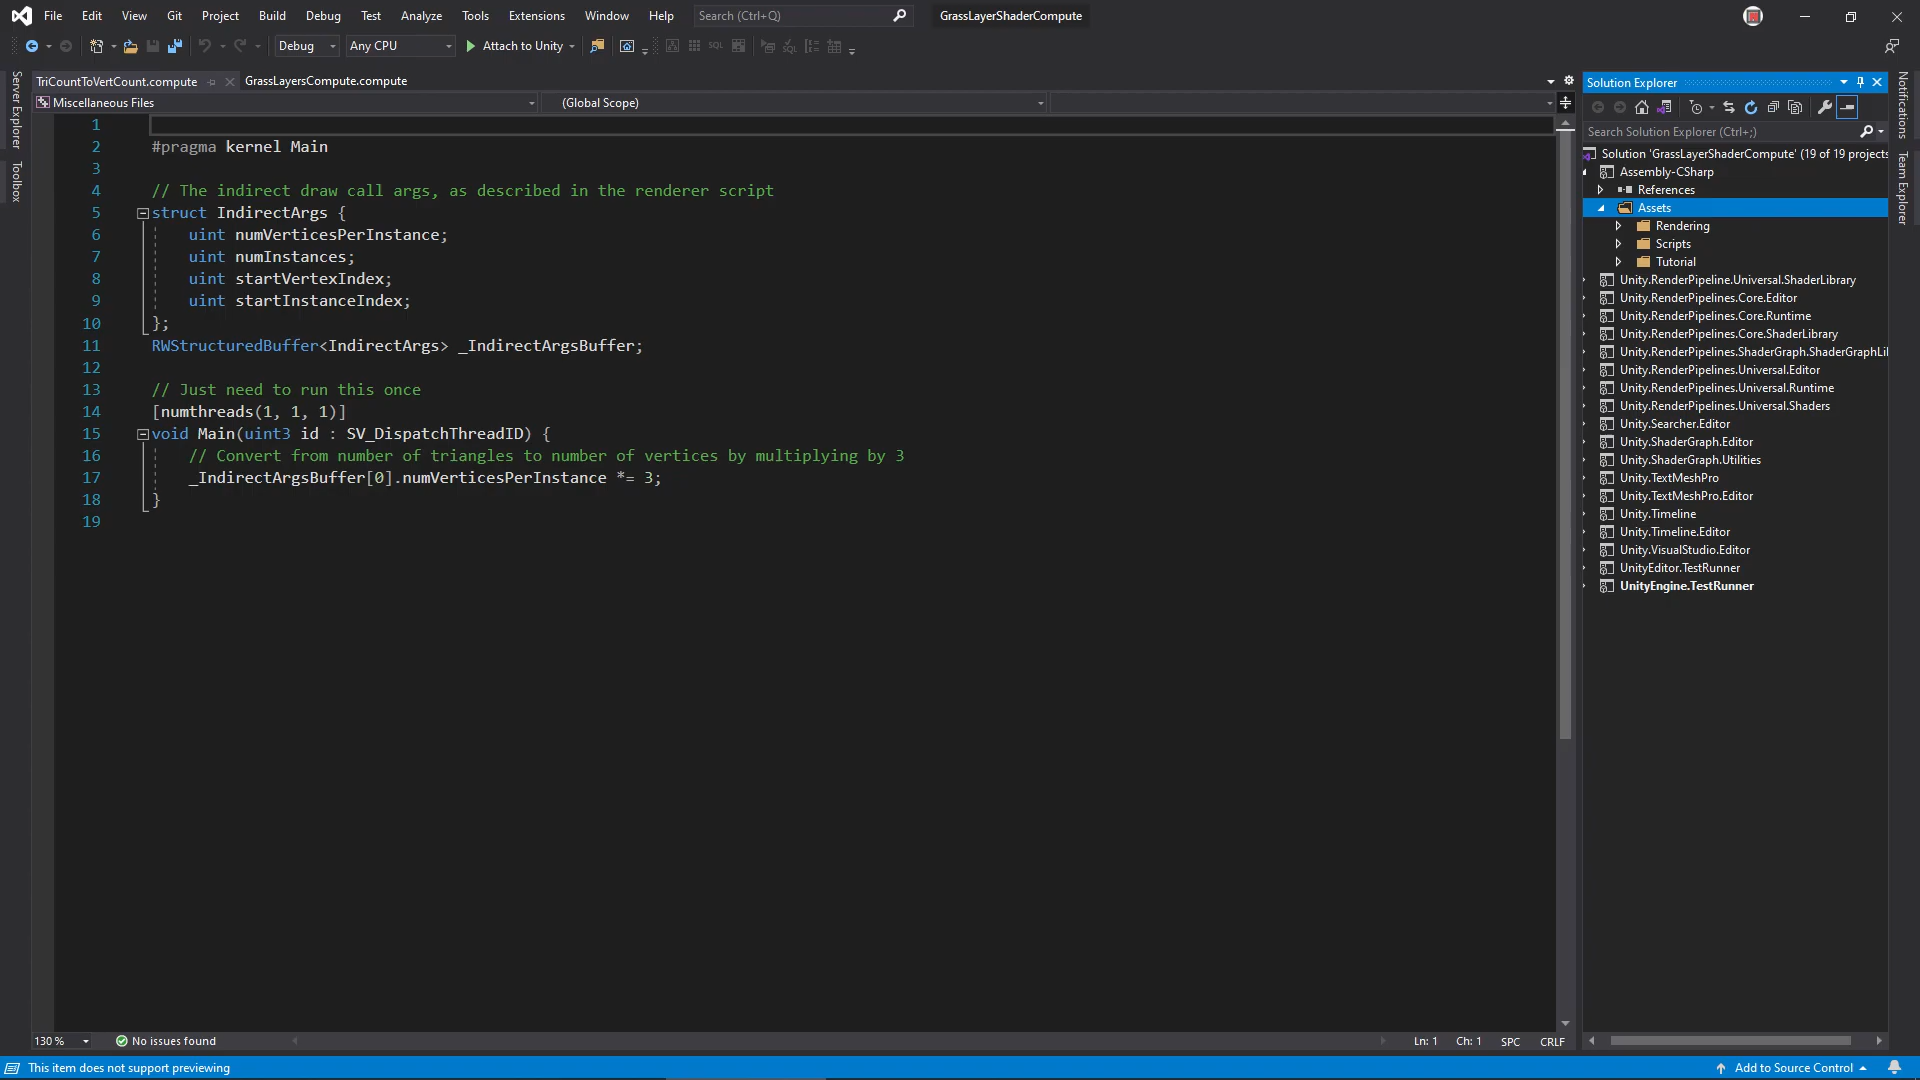 File Edit View Git Project Build Debug Test Analyze Tools Extensions Window Help Search (Ctrl+Q) GrassLayerShaderCompute
Debug Any CPU Attach to Unity
TriCountToVertCount.compute GrassLayersCompute.compute
Miscellaneous Files (Global Scope)
1
2 #pragma kernel Main
3
4 // The indirect draw call args, as described in the renderer script
5 struct IndirectArgs {
6 uint numVerticesPerInstance;
7 uint numInstances;
8 uint startVertexIndex;
9 uint startInstanceIndex;
10 };
11 RWStructuredBuffer<IndirectArgs> _IndirectArgsBuffer;
12
13 // Just need to run this once
14 [numthreads(1, 1, 1)]
15 void Main(uint3 id : SV_DispatchThreadID) {
16 // Convert from number of triangles to number of vertices by multiplying by 3
17 _IndirectArgsBuffer[0].numVerticesPerInstance *= 3;
18 }
19
Server Explorer
Toolbox
Solution Explorer
Search Solution Explorer (Ctrl+;)
Solution 'GrassLayerShaderCompute' (19 of 19 projects
Assembly-CSharp
References
Assets
Rendering
Scripts
Tutorial
Unity.RenderPipeline.Universal.ShaderLibrary
Unity.RenderPipelines.Core.Editor
Unity.RenderPipelines.Core.Runtime
Unity.RenderPipelines.Core.ShaderLibrary
Unity.RenderPipelines.ShaderGraph.ShaderGraphLi
Unity.RenderPipelines.Universal.Editor
Unity.RenderPipelines.Universal.Runtime
Unity.RenderPipelines.Universal.Shaders
Unity.Searcher.Editor
Unity.ShaderGraph.Editor
Unity.ShaderGraph.Utilities
Unity.TextMeshPro
Unity.TextMeshPro.Editor
Unity.Timeline
Unity.Timeline.Editor
Unity.VisualStudio.Editor
UnityEditor.TestRunner
UnityEngine.TestRunner
Notifications
Team Explorer
130 % No issues found Ln: 1 Ch: 1 SPC CRLF
This item does not support previewing Add to Source Control